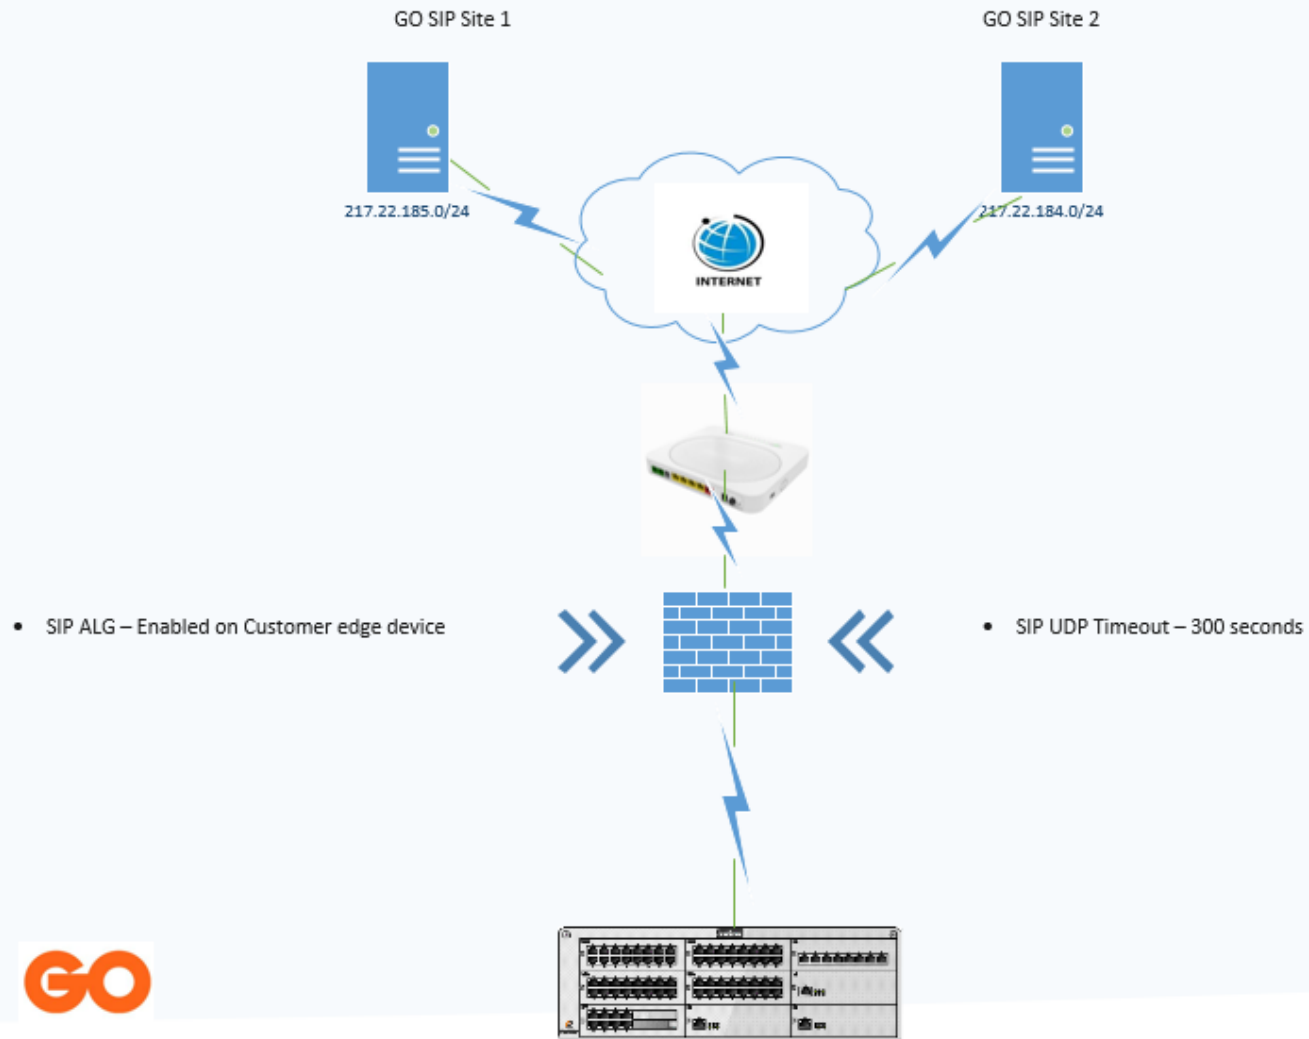 GO SIP Site 1
GO SIP Site 2
217.22.185.0/24
217.22.184.0/24
INTERNET
• SIP ALG – Enabled on Customer edge device
• SIP UDP Timeout – 300 seconds
GO